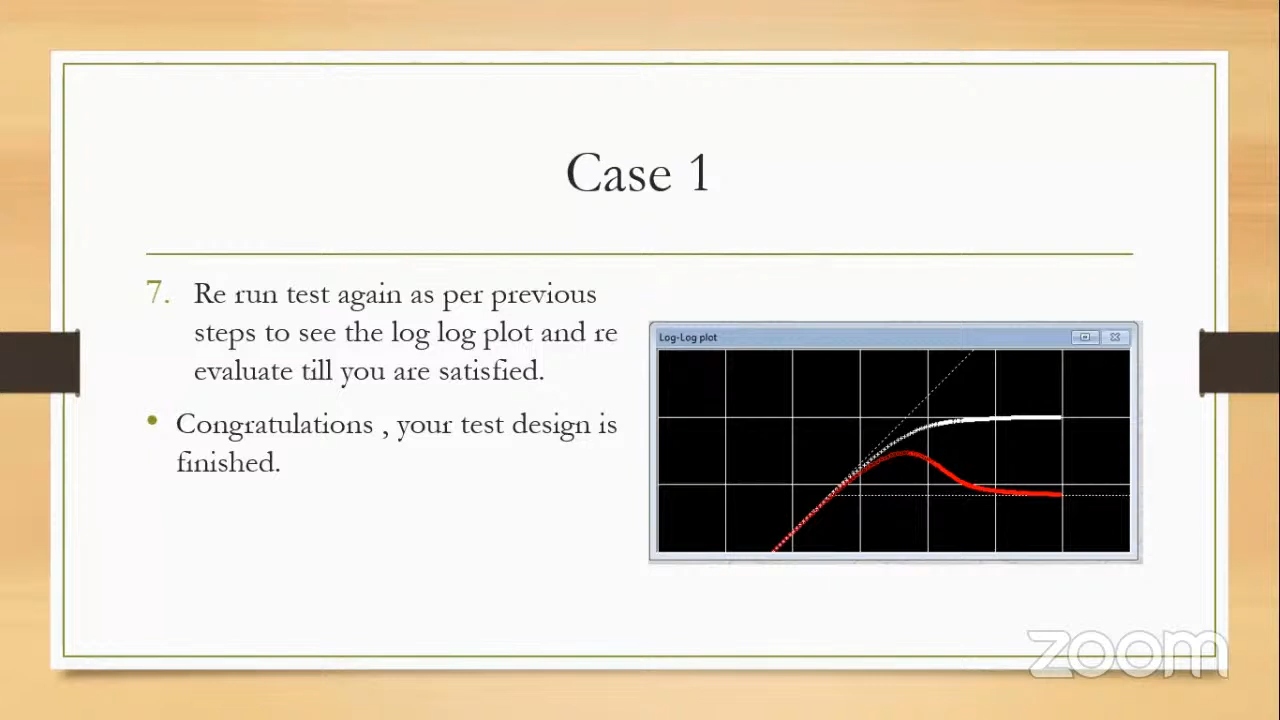 Case 1
7. Re run test again as per previous
steps to see the log log plot and re
evaluate till you are satisfied.
• Congratulations , your test design is
finished.
Log-Log plot
zoom